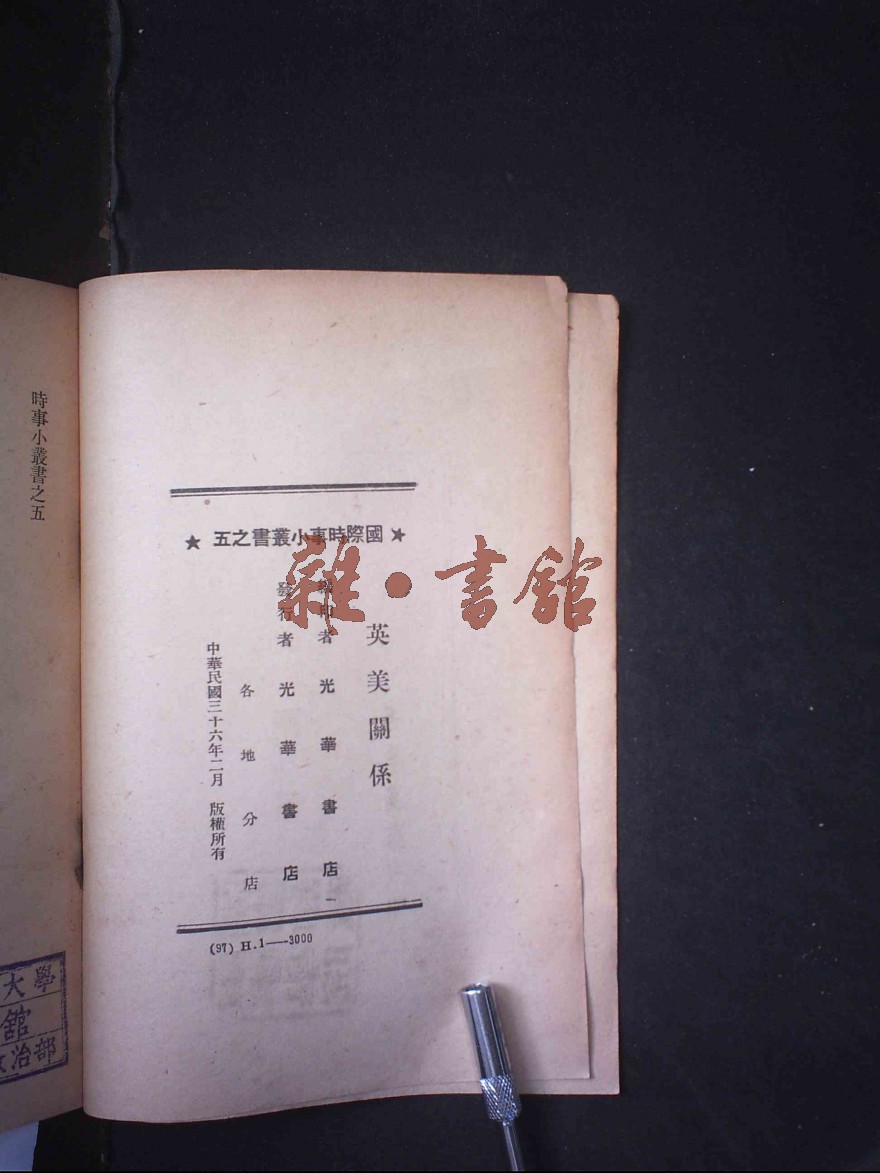 ★ 國際時事小叢書之五 ★
英美關係
印者 光華書店
發行者 光華書店
各地分店
中華民國三十六年二月 版權所有
(97) H.1—-3000
時事小叢書之五
大學
館
治部
雜·書館